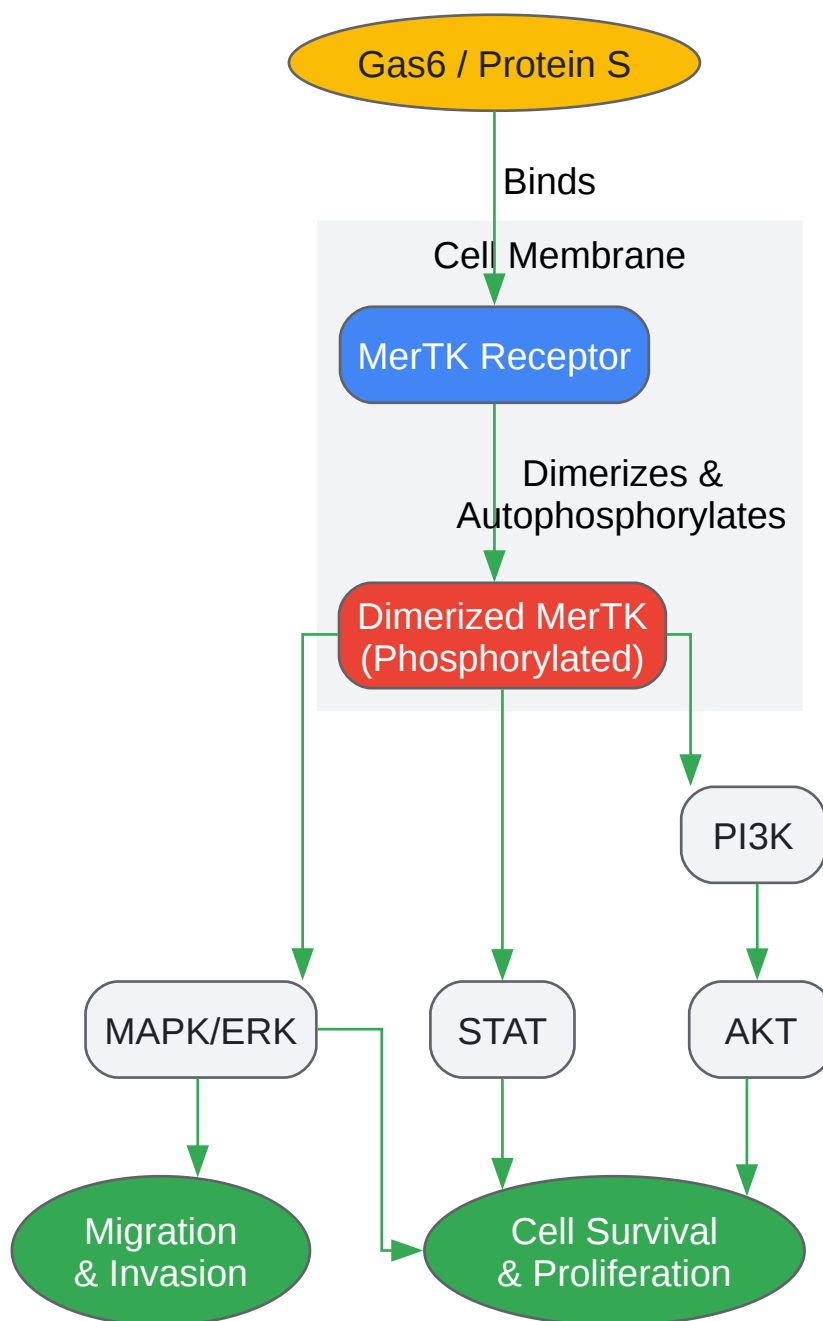 Gas6 / Protein S
Binds
Cell Membrane
MerTK Receptor
Dimerizes &
Autophosphorylates
Dimerized MerTK
(Phosphorylated)
PI3K
MAPK/ERK
STAT
AKT
Migration
& Invasion
Cell Survival
& Proliferation